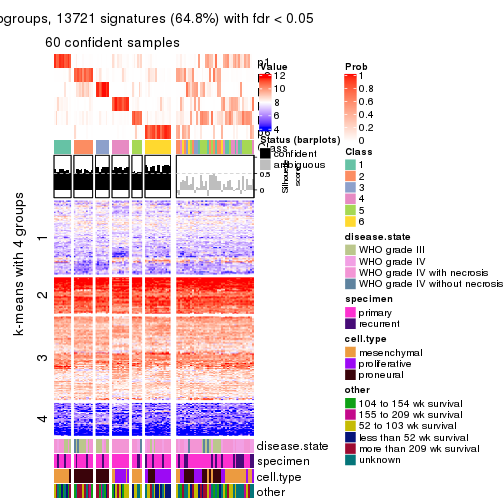 ogroups, 13721 signatures (64.8%) with fdr < 0.05
60 confident samples
k-means with 4 groups
1
2
3
4
Value
12
10
8
6
4
Status (barplots)
confident
ambiguous
0.5
0
disease.state
specimen
cell.type
other
Prob
1
0.8
0.6
0.4
0.2
0
Class
1
2
3
4
5
6
disease.state
WHO grade III
WHO grade IV
WHO grade IV with necrosis
WHO grade IV without necrosis
specimen
primary
recurrent
cell.type
mesenchymal
proliferative
proneural
other
104 to 154 wk survival
155 to 209 wk survival
52 to 103 wk survival
less than 52 wk survival
more than 209 wk survival
unknown